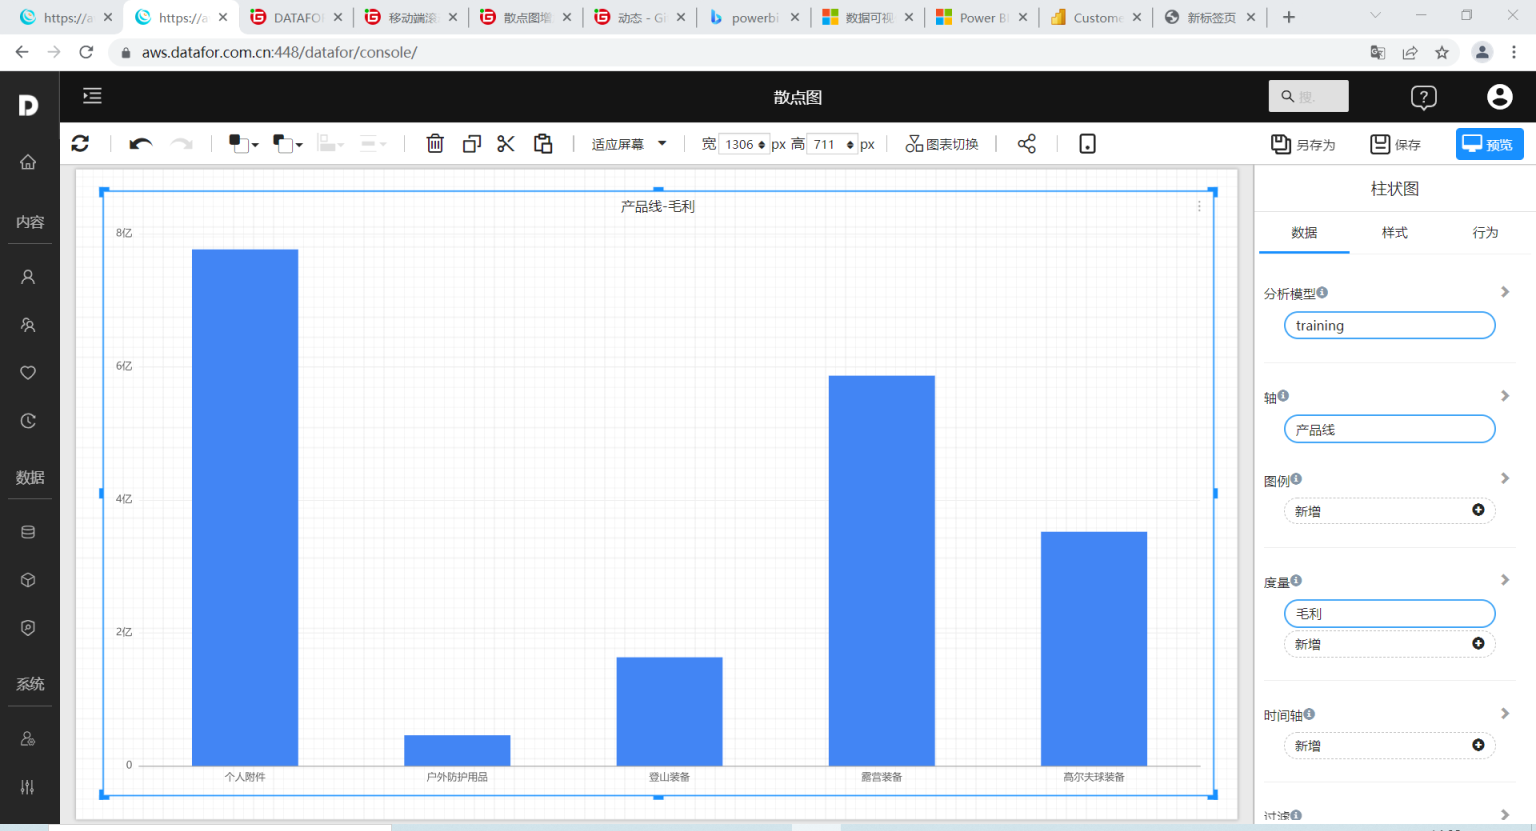 https://a
https://a
DATAFO
移动端滚
散点图增
动态 - Gi
powerbi
数据可视
Power BI
Custome
新标签页
aws.datafor.com.cn:448/datafor/console/
散点图
搜.
适应屏幕
宽 1306 px 高 711 px
图表切换
另存为
保存
预览
内容
数据
系统
产品线-毛利
8亿
6亿
4亿
2亿
0
个人附件
户外防护用品
登山装备
露营装备
高尔夫球装备
柱状图
数据
样式
行为
分析模型
training
轴
产品线
图例
新增
度量
毛利
新增
时间轴
新增
过滤